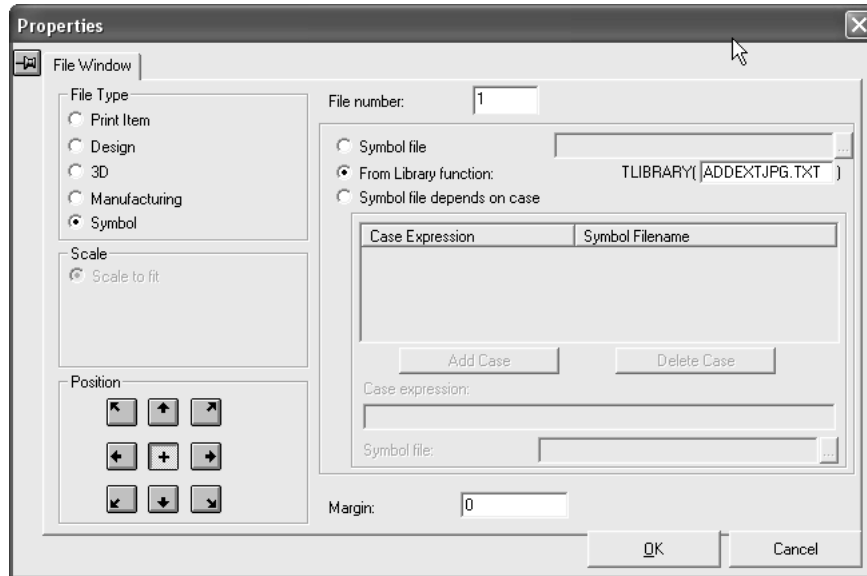 Properties
File Window
File Type
Print Item
Design
3D
Manufacturing
Symbol
Scale
Scale to fit
Position
File number: 1
Symbol file ...
From Library function: TLIBRARY( ADDEXTJPG.TXT )
Symbol file depends on case
Case Expression Symbol Filename
Add Case Delete Case
Case expression:
Symbol file: ...
Margin: 0
OK Cancel